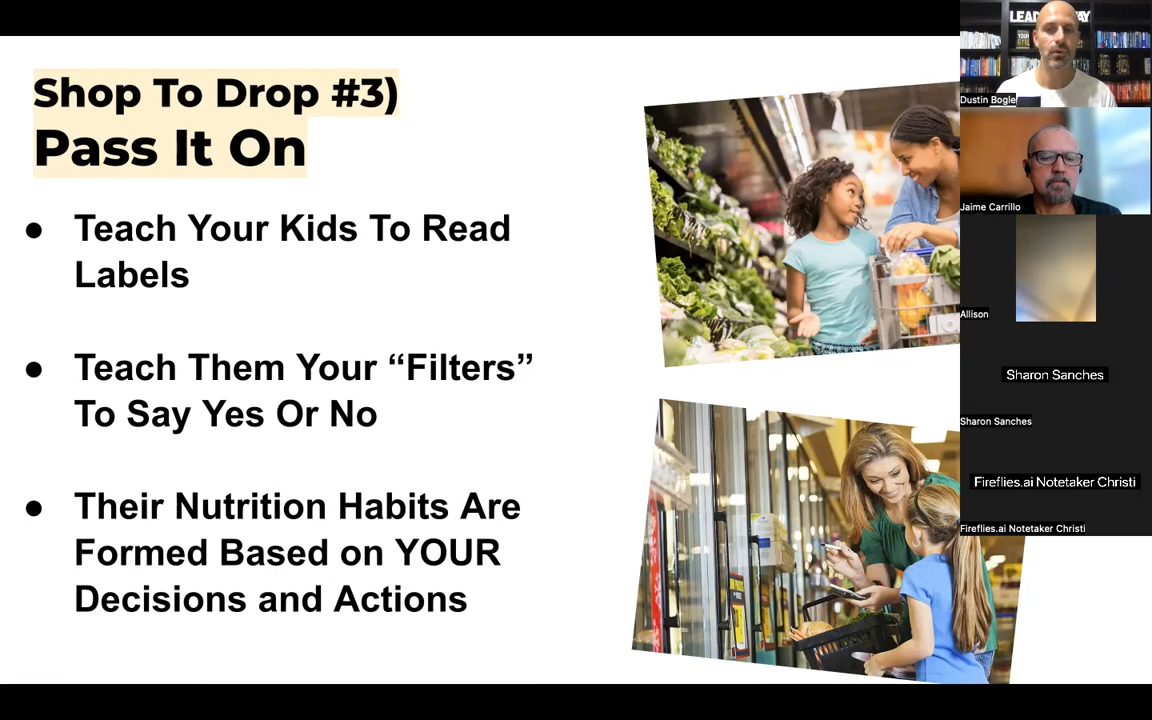 Shop To Drop #3)
Pass It On
● Teach Your Kids To Read
Labels
● Teach Them Your “Filters”
To Say Yes Or No
● Their Nutrition Habits Are
Formed Based on YOUR
Decisions and Actions
Dustin Bogle
Jaime Carrillo
Allison
Sharon Sanches
Sharon Sanches
Fireflies.ai Notetaker Christi
Fireflies.ai Notetaker Christi